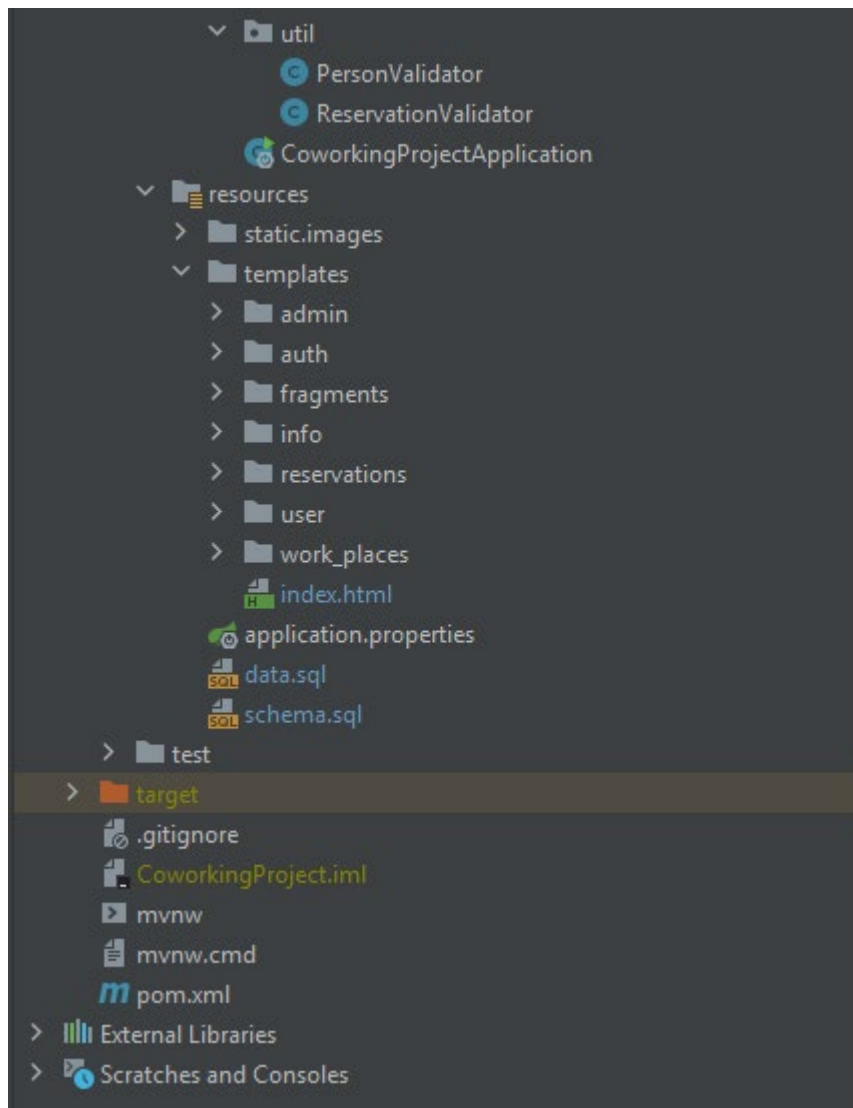 util
PersonValidator
ReservationValidator
CoworkingProjectApplication
resources
static.images
templates
admin
auth
fragments
info
reservations
user
work_places
index.html
application.properties
data.sql
schema.sql
test
target
.gitignore
CoworkingProject.iml
mvnw
mvnw.cmd
pom.xml
External Libraries
Scratches and Consoles